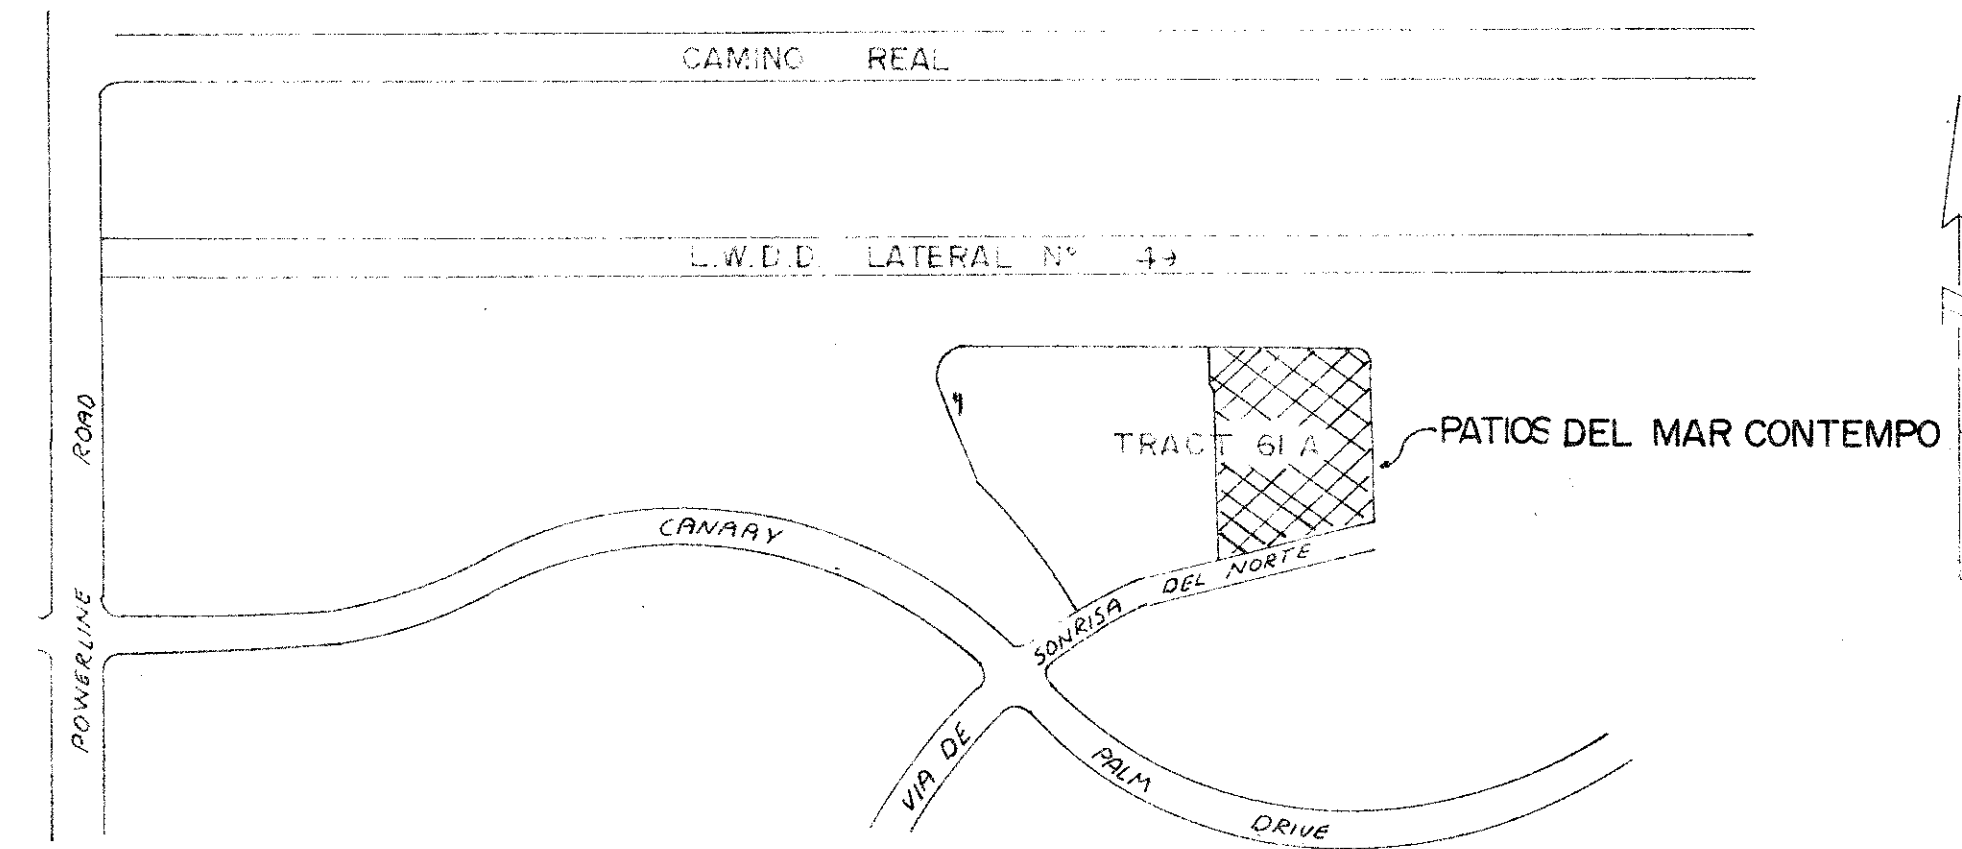 CAMINO REAL
L.W.D.D. LATERAL Nº
TRACT 61 A
PATIOS DEL MAR CONTEMPO
POWERLINE ROAD
CANARY PALM DRIVE
VIA DE SONRISA DEL NORTE